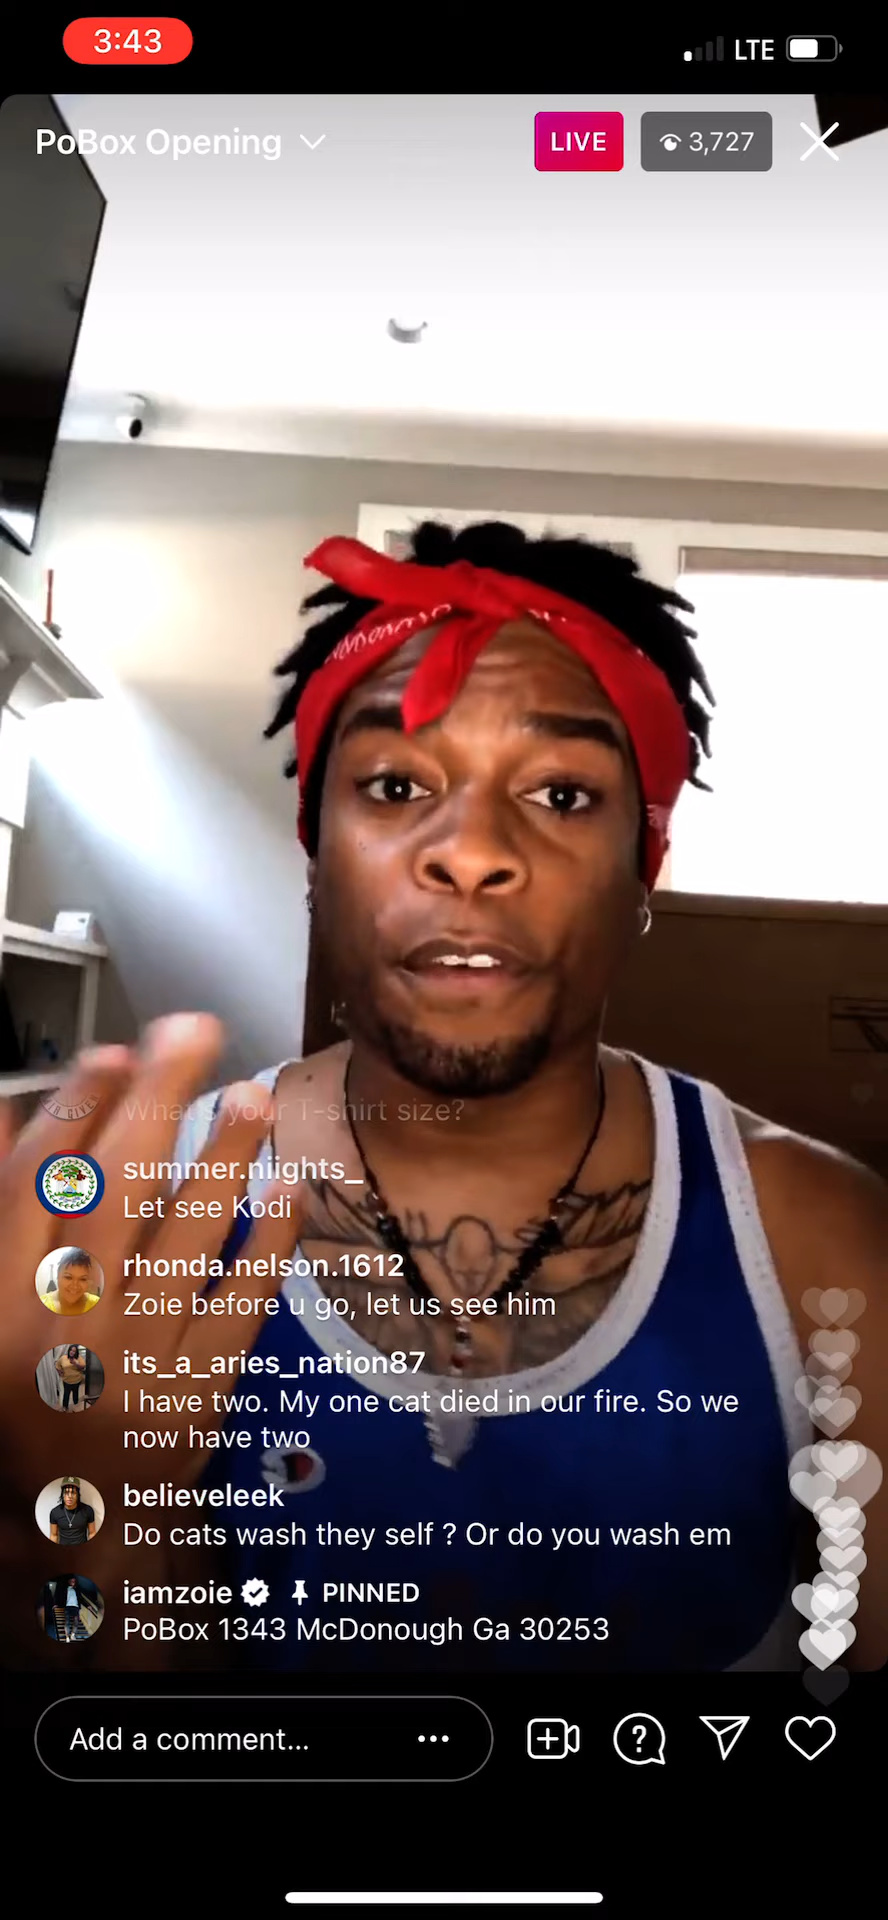 3:43
LTE
PoBox Opening
LIVE
3,727
What's your T-shirt size?
summer.niights_
Let see Kodi
rhonda.nelson.1612
Zoie before u go, let us see him
its_a_aries_nation87
I have two. My one cat died in our fire. So we
now have two
believeleek
Do cats wash they self ? Or do you wash em
iamzoie PINNED
PoBox 1343 McDonough Ga 30253
Add a comment...